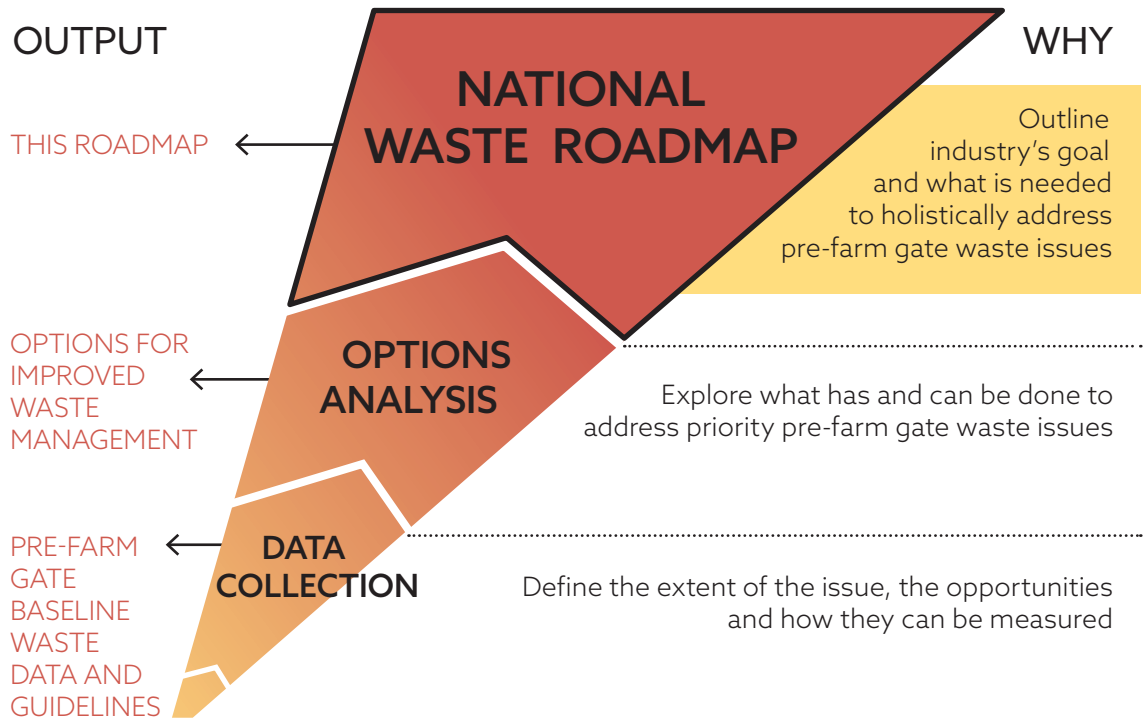 OUTPUT
WHY
NATIONAL
WASTE ROADMAP
THIS ROADMAP
Outline
industry's goal
and what is needed
to holistically address
pre-farm gate waste issues
OPTIONS FOR
IMPROVED
WASTE
MANAGEMENT
OPTIONS
ANALYSIS
Explore what has and can be done to
address priority pre-farm gate waste issues
PRE-FARM
GATE
BASELINE
WASTE
DATA AND
GUIDELINES
DATA
COLLECTION
Define the extent of the issue, the opportunities
and how they can be measured